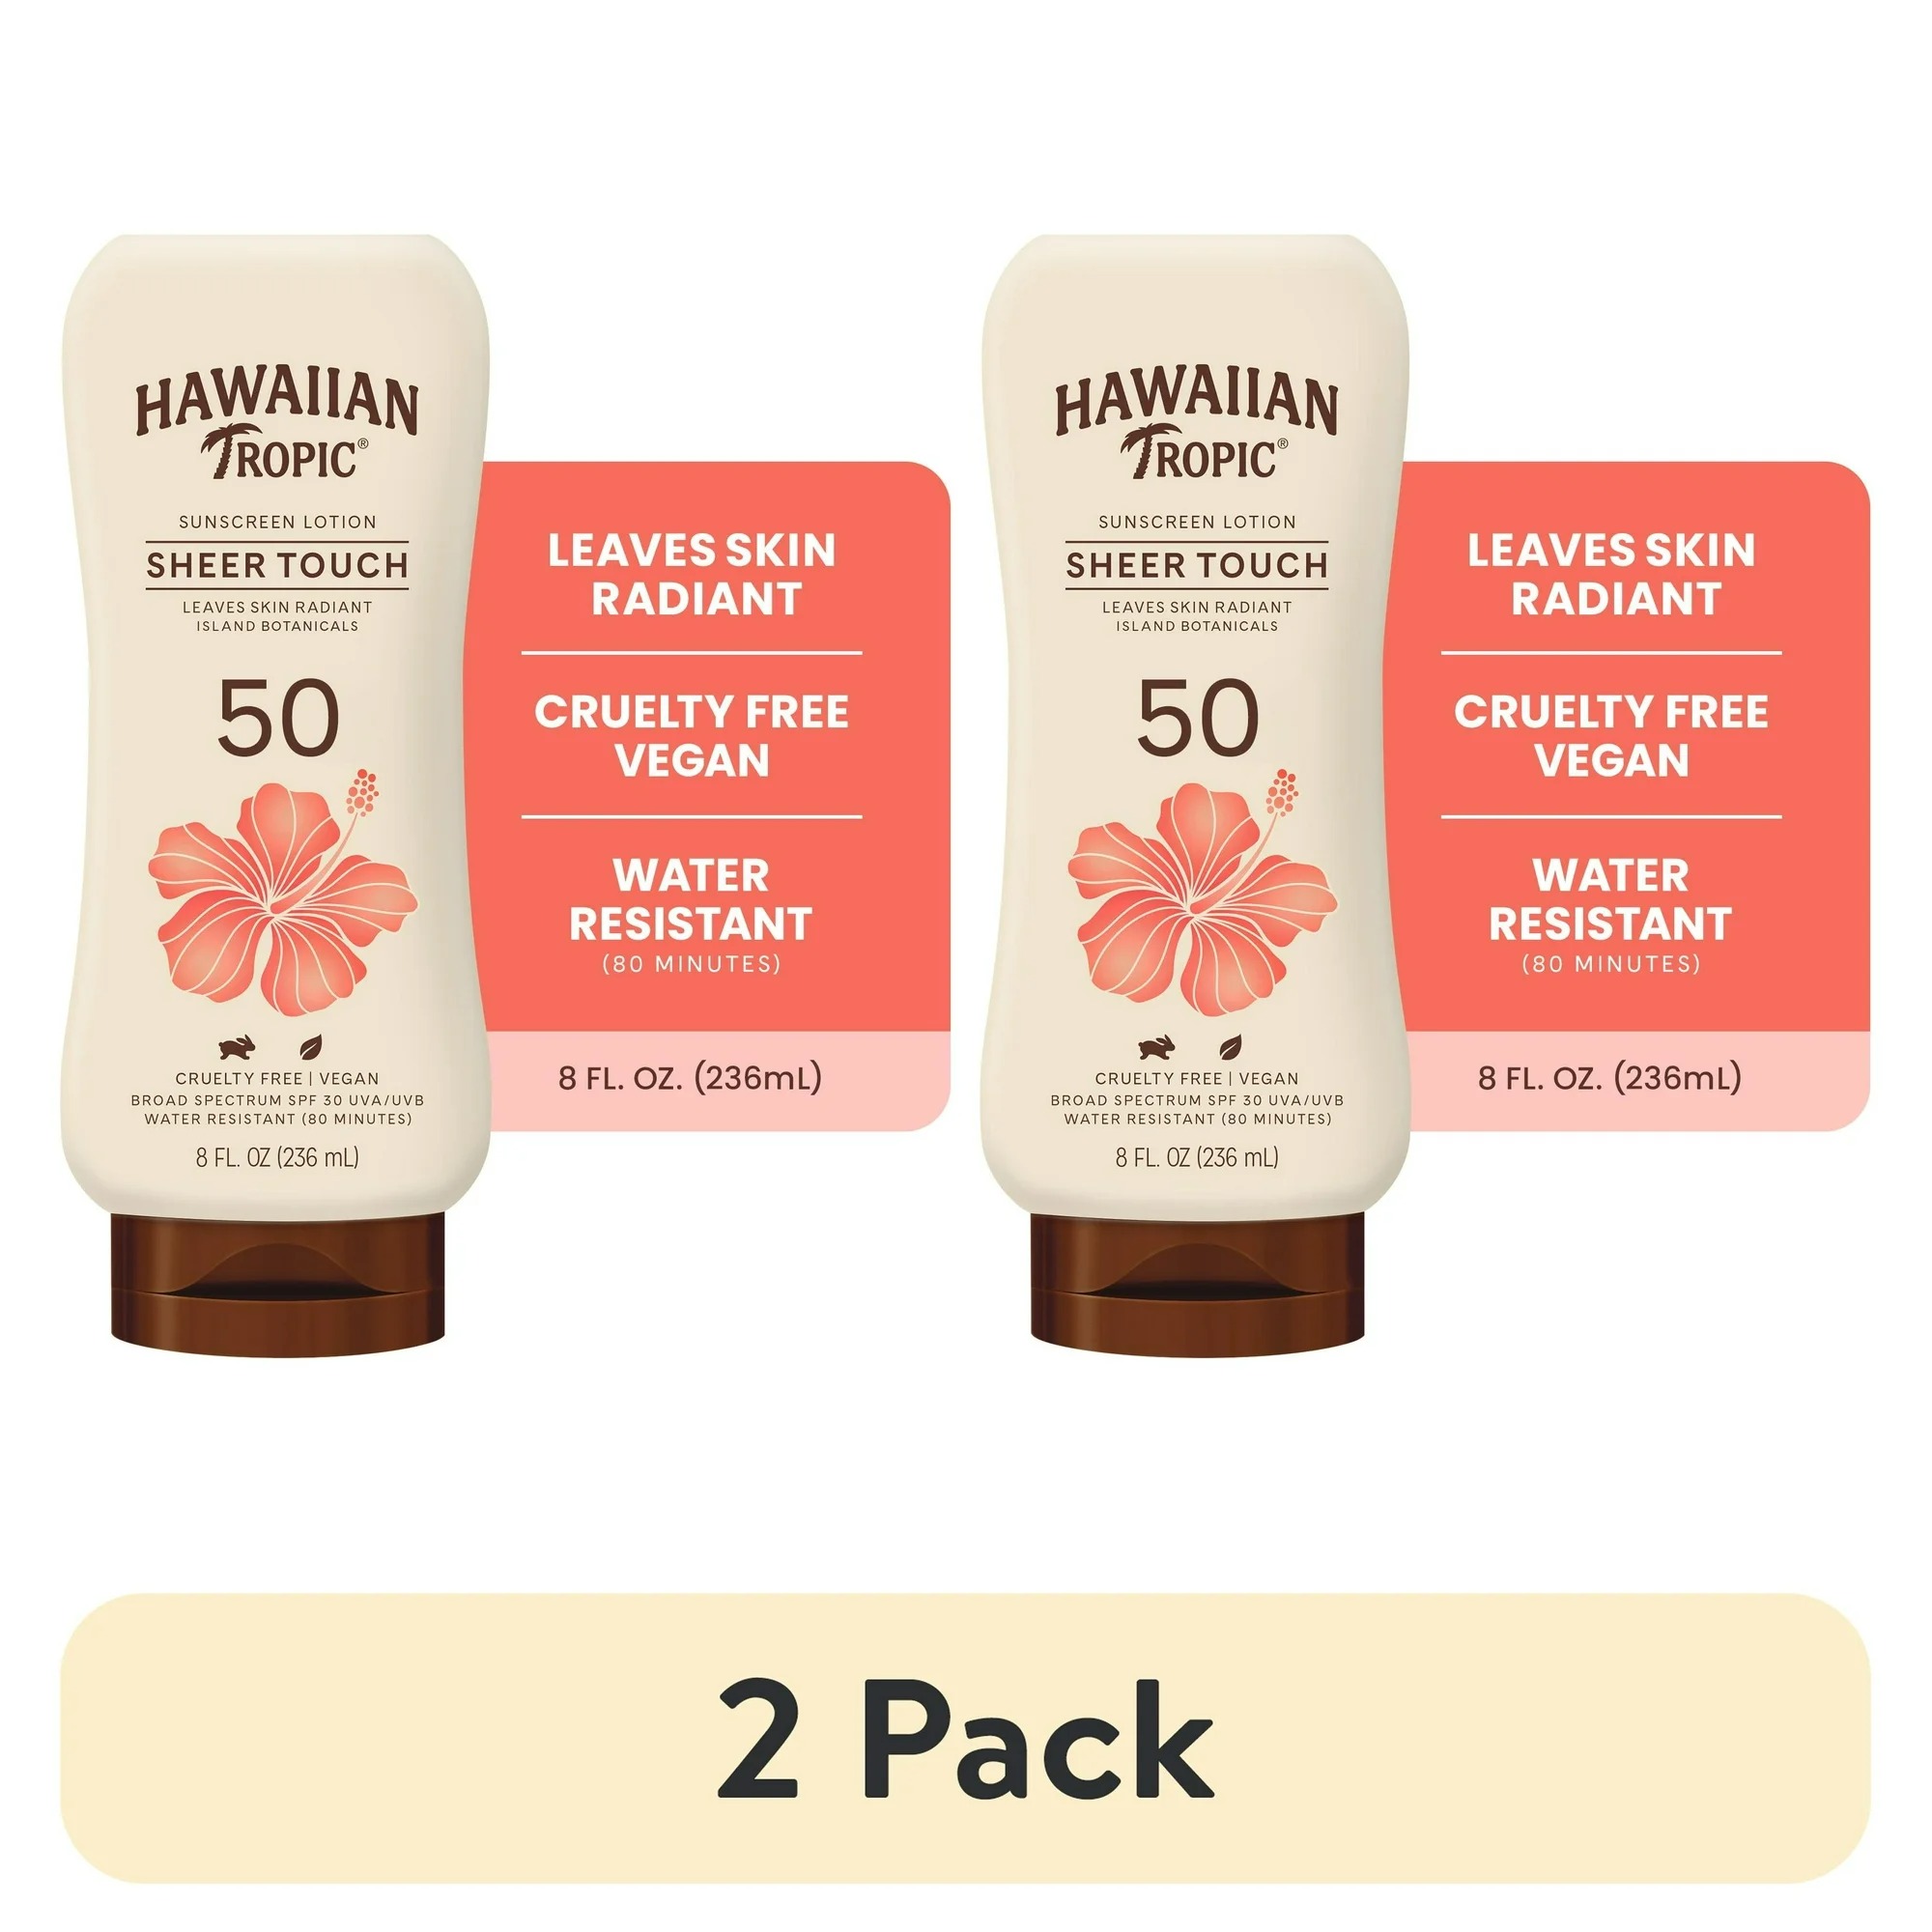 HAWAIIAN
TROPIC®
SUNSCREEN LOTION
SHEER TOUCH
LEAVES SKIN RADIANT
ISLAND BOTANICALS
50
CRUELTY FREE | VEGAN
BROAD SPECTRUM SPF 30 UVA/UVB
WATER RESISTANT (80 MINUTES)
8 FL. OZ (236 mL)
LEAVES SKIN
RADIANT
CRUELTY FREE
VEGAN
WATER
RESISTANT
(80 MINUTES)
8 FL. OZ. (236mL)
HAWAIIAN
TROPIC®
SUNSCREEN LOTION
SHEER TOUCH
LEAVES SKIN RADIANT
ISLAND BOTANICALS
50
CRUELTY FREE | VEGAN
BROAD SPECTRUM SPF 30 UVA/UVB
WATER RESISTANT (80 MINUTES)
8 FL. OZ (236 mL)
LEAVES SKIN
RADIANT
CRUELTY FREE
VEGAN
WATER
RESISTANT
(80 MINUTES)
8 FL. OZ. (236mL)
2 Pack